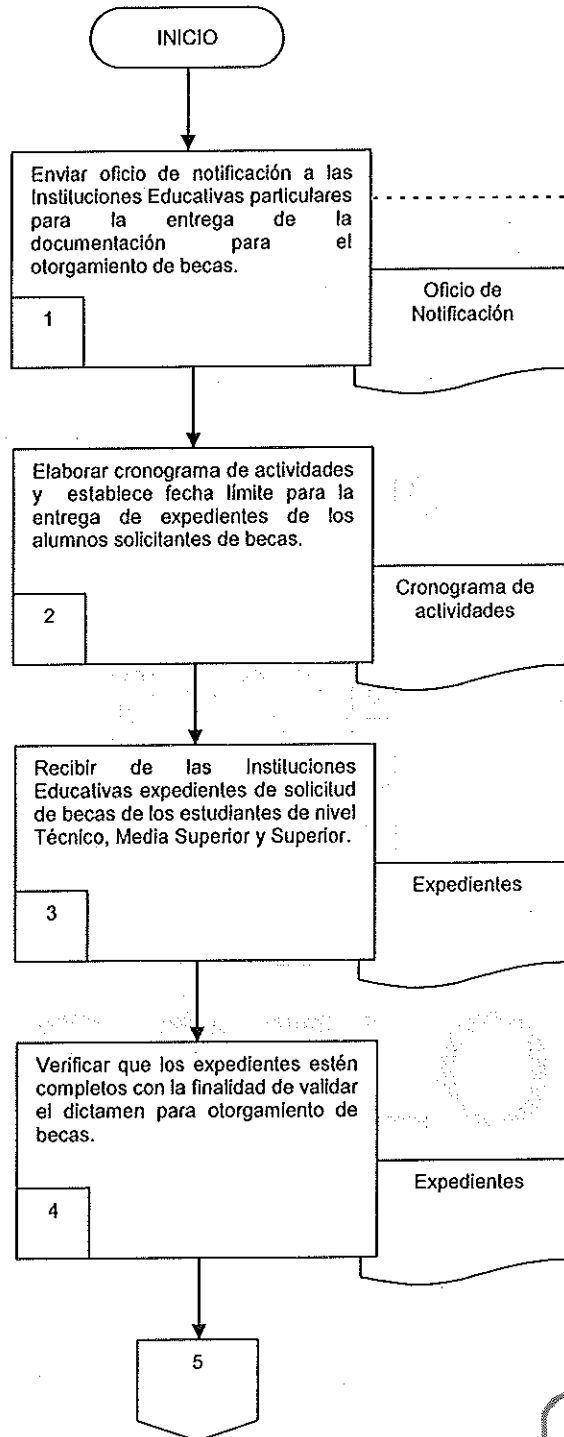 INICIO
Enviar oficio de notificación a las
Instituciones Educativas particulares
para la entrega de la
documentación para el
otorgamiento de becas.
1
Oficio de
Notificación
Elaborar cronograma de actividades
y establece fecha límite para la
entrega de expedientes de los
alumnos solicitantes de becas.
2
Cronograma de
actividades
Recibir de las Instituciones
Educativas expedientes de solicitud
de becas de los estudiantes de nivel
Técnico, Media Superior y Superior.
3
Expedientes
Verificar que los expedientes estén
completos con la finalidad de validar
el dictamen para otorgamiento de
becas.
4
Expedientes
5